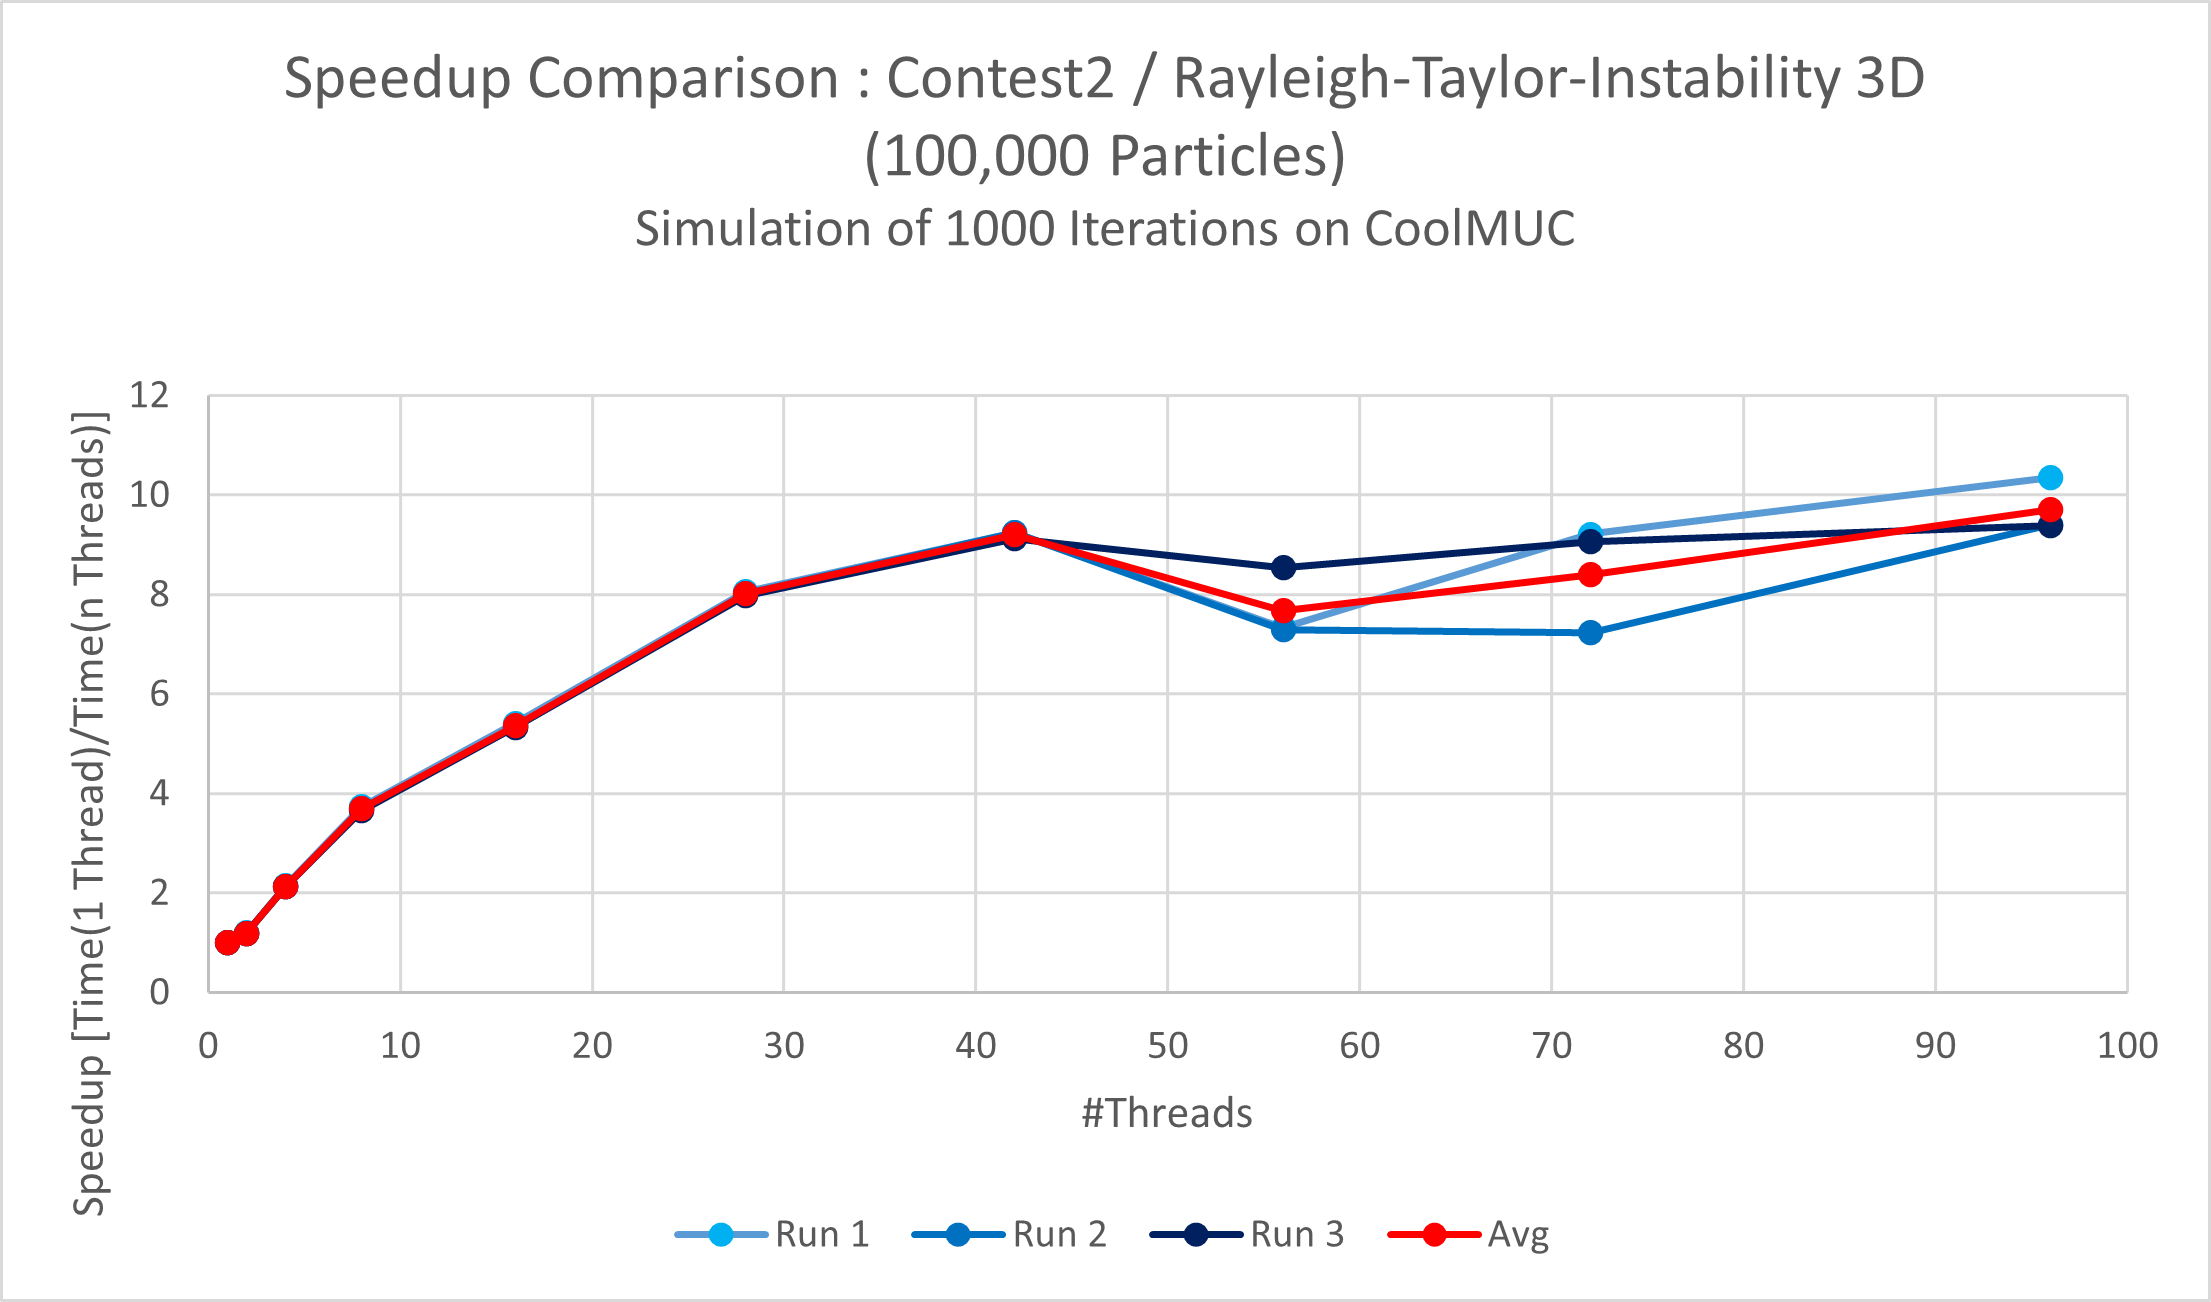 Speedup Comparison : Contest2 / Rayleigh-Taylor-Instability 3D
(100,000 Particles)
Simulation of 1000 Iterations on CoolMUC
Speedup [Time(1 Thread)/Time(n Threads)]
12
10
8
6
4
2
0
0 10 20 30 40 50 60 70 80 90 100
#Threads
Run 1 Run 2 Run 3 Avg